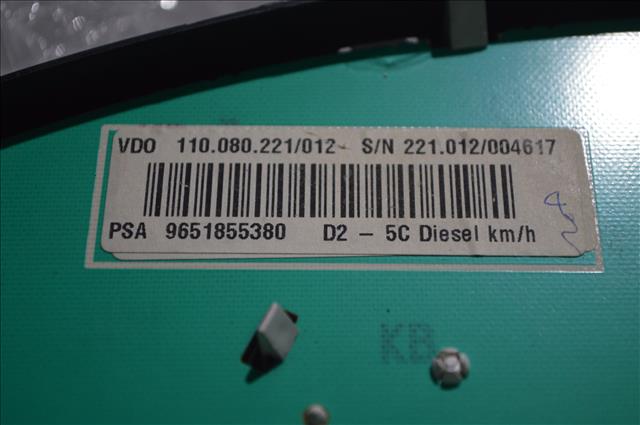 VDO 110.080.221/012 S/N 221.012/004617
PSA 9651855380 D2 - 5C Diesel km/h
KB